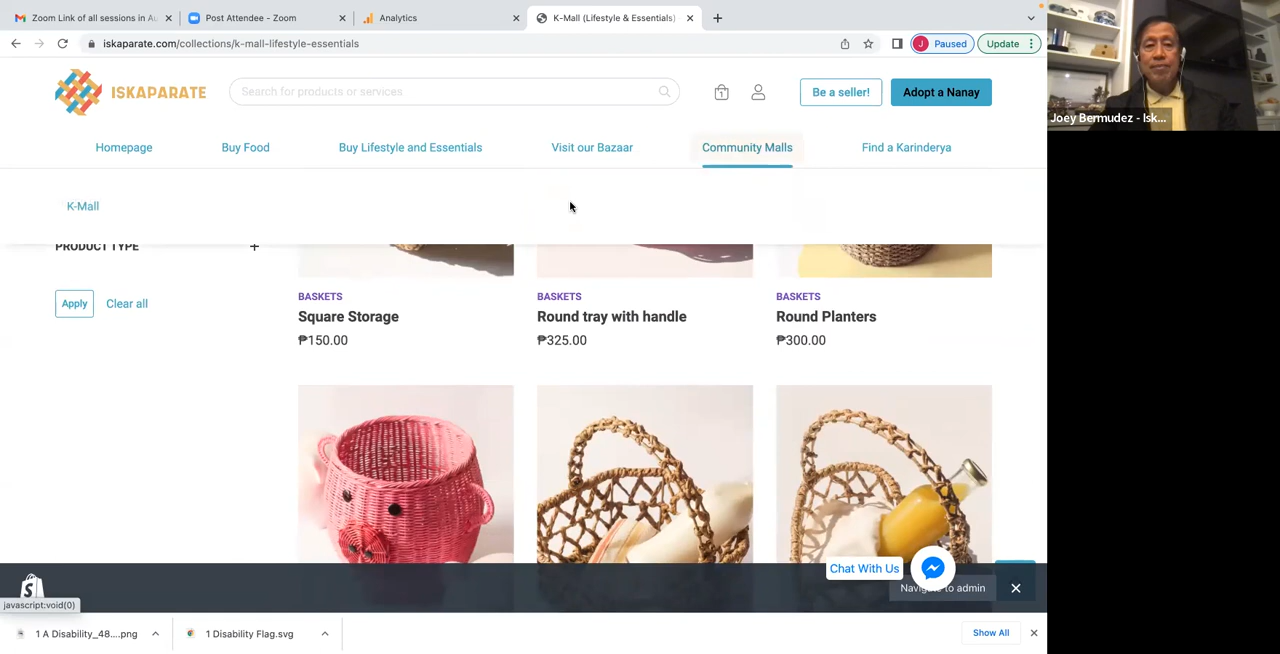 Zoom Link of all sessions in Au
Post Attendee - Zoom
Analytics
K-Mall (Lifestyle & Essentials)
iskaparate.com/collections/k-mall-lifestyle-essentials
J
Paused
Update
Joey Bermudez - Isk...
ISKAPARATE
Search for products or services
1
Be a seller!
Adopt a Nanay
Homepage
Buy Food
Buy Lifestyle and Essentials
Visit our Bazaar
Community Malls
Find a Karinderya
K-Mall
PRODUCT TYPE
+
Apply
Clear all
BASKETS
Square Storage
₱150.00
BASKETS
Round tray with handle
₱325.00
BASKETS
Round Planters
₱300.00
Chat With Us
Navigate to admin
javascript:void(0)
1 A Disability_48....png
1 Disability Flag.svg
Show All